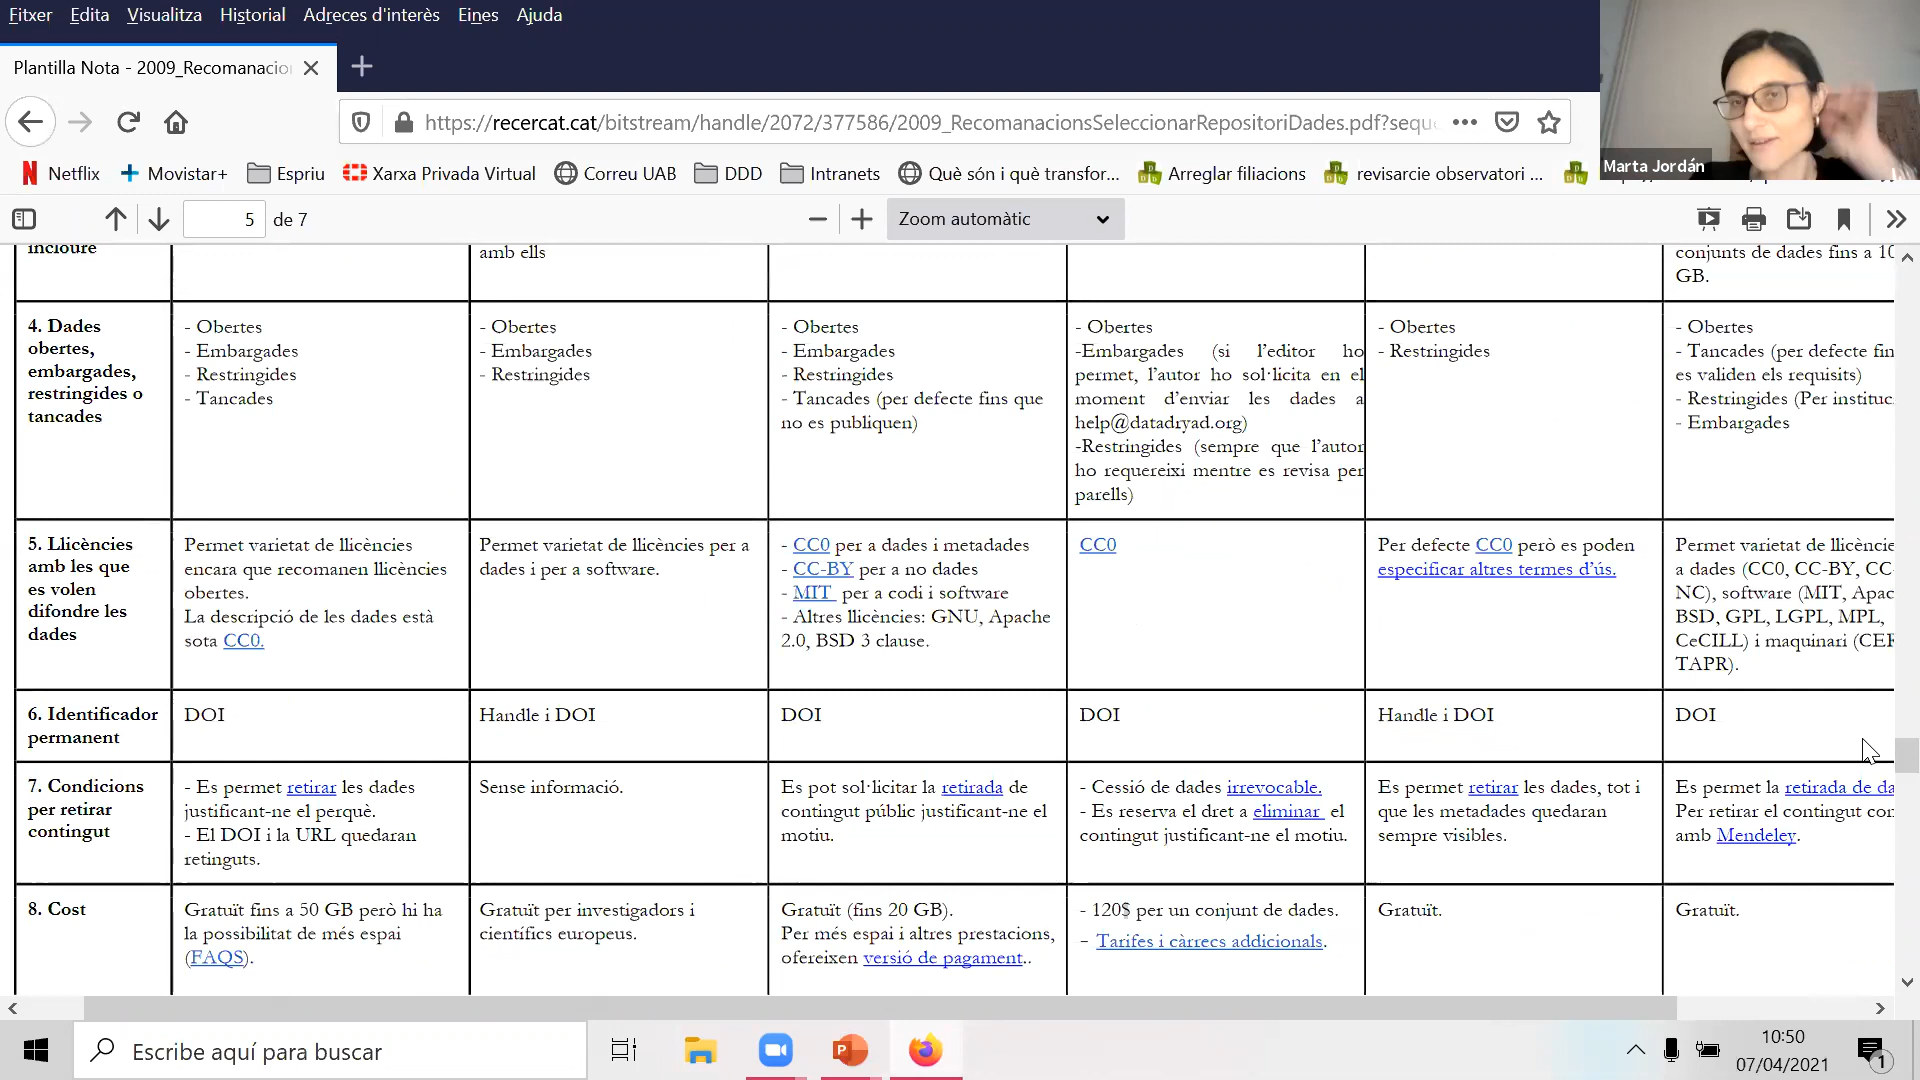 Fitxer Edita Visualitza Historial Adreces d'interès Eines Ajuda
Plantilla Nota - 2009_Recomanacio
https://recercat.cat/bitstream/handle/2072/377586/2009_RecomanacionsSeleccionarRepositoriDades.pdf?sequ
Marta Jordán
Netflix Movistar+ Espriu Xarxa Privada Virtual Correu UAB DDD Intranets Què són i què transfor... Arreglar filiacions revisarcie observatori ...
5 de 7 Zoom automàtic
incloure
amb ells
conjunts de dades fins a 10
GB.
4. Dades
obertes,
embargades,
restringides o
tancades
- Obertes
- Embargades
- Restringides
- Tancades
- Obertes
- Embargades
- Restringides
- Obertes
- Embargades
- Restringides
- Tancades (per defecte fins que
no es publiquen)
- Obertes
-Embargades (si l'editor ho
permet, l'autor ho sol·licita en el
moment d'enviar les dades a
help@datadryad.org)
-Restringides (sempre que l'autor
ho requereixi mentre es revisa per
parells)
- Obertes
- Restringides
- Obertes
- Tancades (per defecte fin
es validen els requisits)
- Restringides (Per instituc
- Embargades
5. Llicències
amb les que
es volen
difondre les
dades
Permet varietat de llicències
encara que recomanen llicències
obertes.
La descripció de les dades està
sota CC0.
Permet varietat de llicències per a
dades i per a software.
- CC0 per a dades i metadades
- CC-BY per a no dades
- MIT per a codi i software
- Altres llicències: GNU, Apache
2.0, BSD 3 clause.
CC0
Per defecte CC0 però es poden
especificar altres termes d'ús.
Permet varietat de llicències
a dades (CC0, CC-BY, CC-
NC), software (MIT, Apac
BSD, GPL, LGPL, MPL,
CeCILL) i maquinari (CER
TAPR).
6. Identificador
permanent
DOI
Handle i DOI
DOI
DOI
Handle i DOI
DOI
7. Condicions
per retirar
contingut
- Es permet retirar les dades
justificant-ne el perquè.
- El DOI i la URL quedaran
retinguts.
Sense informació.
Es pot sol·licitar la retirada de
contingut públic justificant-ne el
motiu.
- Cessió de dades irrevocable.
- Es reserva el dret a eliminar el
contingut justificant-ne el motiu.
Es permet retirar les dades, tot i
que les metadades quedaran
sempre visibles.
Es permet la retirada de da
Per retirar el contingut con
amb Mendeley.
8. Cost
Gratuït fins a 50 GB però hi ha
la possibilitat de més espai
(FAQS).
Gratuït per investigadors i
científics europeus.
Gratuït (fins 20 GB).
Per més espai i altres prestacions,
ofereixen versió de pagament..
- 120$ per un conjunt de dades.
- Tarifes i càrrecs addicionals.
Gratuït.
Gratuït.
Escribe aquí para buscar
10:50
07/04/2021
1